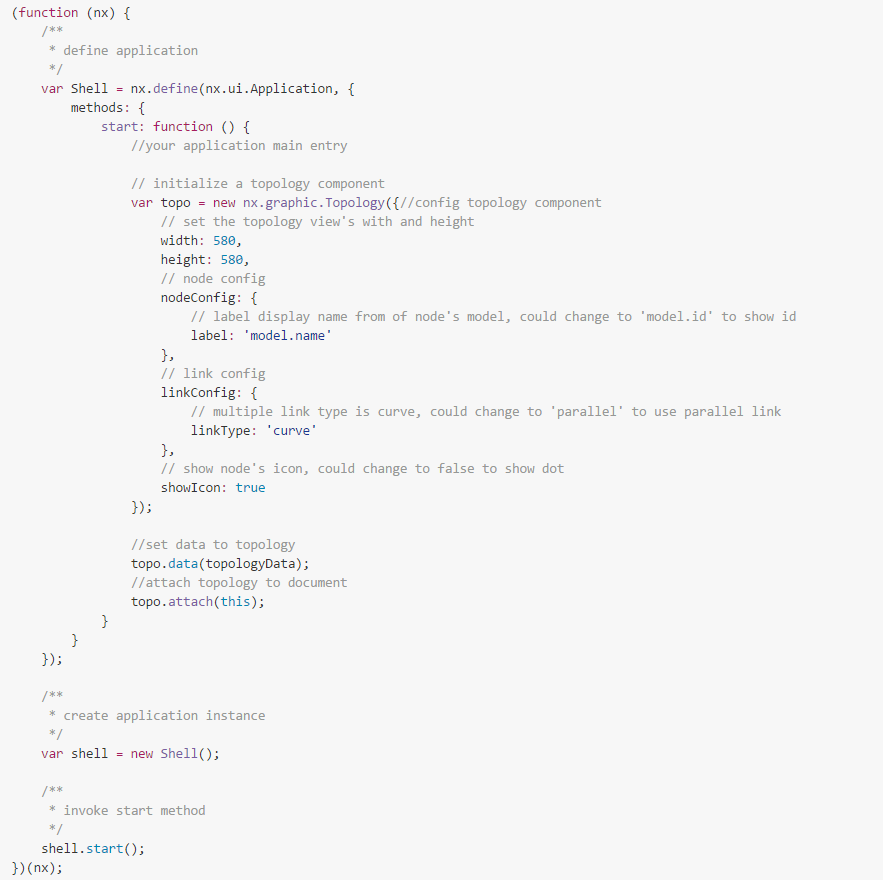 (function (nx) {
    /**
     * define application
     */
    var Shell = nx.define(nx.ui.Application, {
        methods: {
            start: function () {
                //your application main entry

                // initialize a topology component
                var topo = new nx.graphic.Topology({//config topology component
                    // set the topology view's with and height
                    width: 580,
                    height: 580,
                    // node config
                    nodeConfig: {
                        // label display name from of node's model, could change to 'model.id' to show id
                        label: 'model.name'
                    },
                    // link config
                    linkConfig: {
                        // multiple link type is curve, could change to 'parallel' to use parallel link
                        linkType: 'curve'
                    },
                    // show node's icon, could change to false to show dot
                    showIcon: true
                });

                //set data to topology
                topo.data(topologyData);
                //attach topology to document
                topo.attach(this);
            }
        }
    });

    /**
     * create application instance
     */
    var shell = new Shell();

    /**
     * invoke start method
     */
    shell.start();
})(nx);